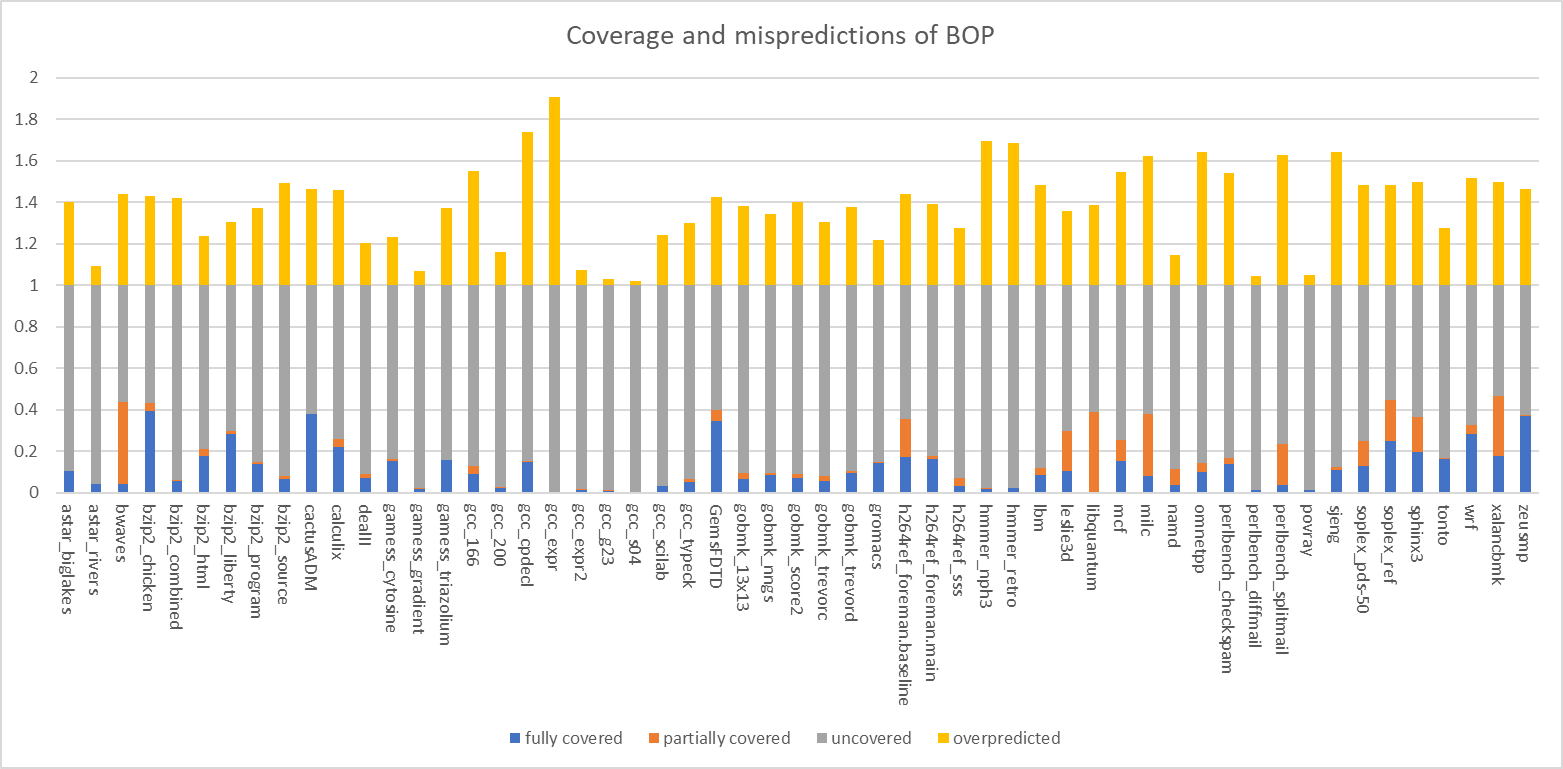 Coverage and mispredictions of BOP
2
1.8
1.6
1.4
1.2
1
0.8
0.6
0.4
0.2
0
astar_biglakes
astar_rivers
bwaves
bzip2_chicken
bzip2_combined
bzip2_html
bzip2_liberty
bzip2_program
bzip2_source
cactusADM
calculix
dealII
gamess_cytosine
gamess_gradient
gamess_triazolium
gcc_166
gcc_200
gcc_cpdecl
gcc_expr
gcc_expr2
gcc_g23
gcc_s04
gcc_scilab
gcc_typeck
GemsFDTD
gobmk_13x13
gobmk_nngs
gobmk_score2
gobmk_trevorc
gobmk_trevord
gromacs
h264ref_foreman.baseline
h264ref_foreman.main
h264ref_sss
hmmer_nph3
hmmer_retro
lbm
leslie3d
libquantum
mcf
milc
namd
omnetpp
perlbench_checkspam
perlbench_diffmail
perlbench_splitmail
povray
sjeng
soplex_pds-50
soplex_ref
sphinx3
tonto
wrf
xalancbmk
zeusmp
fully covered
partially covered
uncovered
overpredicted